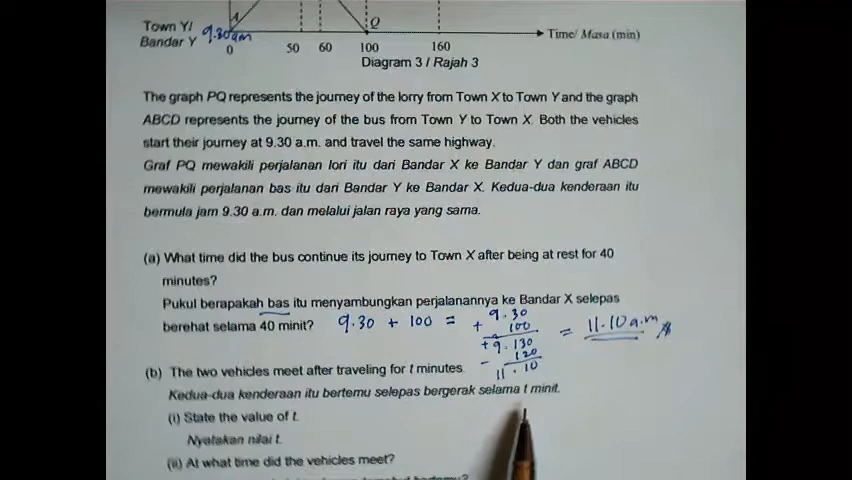 A
Q
Town Y/
Bandar Y 9.30am
Time/ Masa (min)
0 50 60 100 160
Diagram 3 / Rajah 3
The graph PQ represents the journey of the lorry from Town X to Town Y and the graph
ABCD represents the journey of the bus from Town Y to Town X. Both the vehicles
start their journey at 9.30 a.m. and travel the same highway.
Graf PQ mewakili perjalanan lori itu dari Bandar X ke Bandar Y dan graf ABCD
mewakili perjalanan bas itu dari Bandar Y ke Bandar X. Kedua-dua kenderaan itu
bermula jam 9.30 a.m. dan melalui jalan raya yang sama.
(a) What time did the bus continue its journey to Town X after being at rest for 40
minutes?
Pukul berapakah bas itu menyambungkan perjalanannya ke Bandar X selepas
berehat selama 40 minit? 9.30 + 100 =
9.30
+ 100
+ 9.130
- 120
11.10
= 11.10 a.m
(b) The two vehicles meet after traveling for t minutes.
Kedua-dua kenderaan itu bertemu selepas bergerak selama t minit.
(i) State the value of t.
Nyatakan nilai t.
(ii) At what time did the vehicles meet?